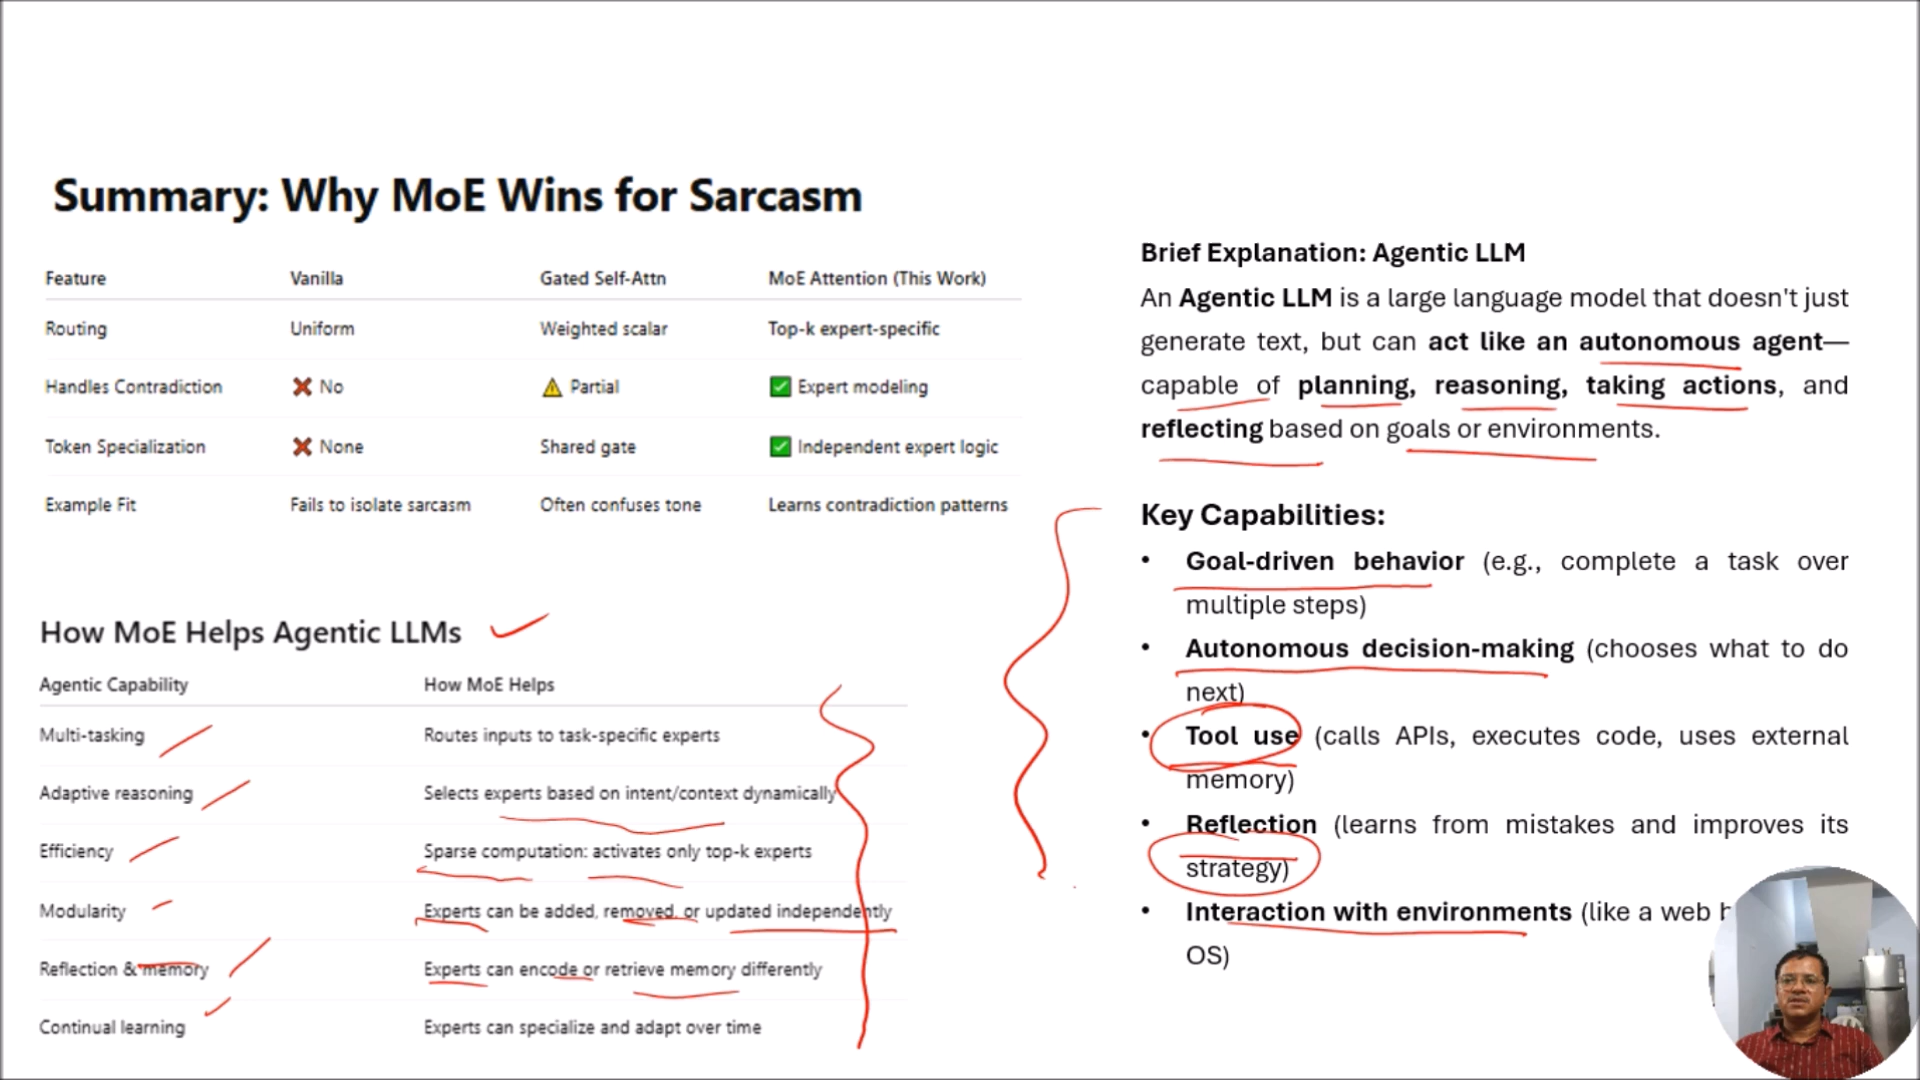 Summary: Why MoE Wins for Sarcasm
Feature Vanilla Gated Self-Attn MoE Attention (This Work)
Routing Uniform Weighted scalar Top-k expert-specific
Handles Contradiction ❌ No ⚠️ Partial ✅ Expert modeling
Token Specialization ❌ None Shared gate ✅ Independent expert logic
Example Fit Fails to isolate sarcasm Often confuses tone Learns contradiction patterns
How MoE Helps Agentic LLMs
Agentic Capability How MoE Helps
Multi-tasking Routes inputs to task-specific experts
Adaptive reasoning Selects experts based on intent/context dynamically
Efficiency Sparse computation: activates only top-k experts
Modularity Experts can be added, removed, or updated independently
Reflection & memory Experts can encode or retrieve memory differently
Continual learning Experts can specialize and adapt over time
Brief Explanation: Agentic LLM
An Agentic LLM is a large language model that doesn't just
generate text, but can act like an autonomous agent—
capable of planning, reasoning, taking actions, and
reflecting based on goals or environments.
Key Capabilities:
• Goal-driven behavior (e.g., complete a task over
multiple steps)
• Autonomous decision-making (chooses what to do
next)
• Tool use (calls APIs, executes code, uses external
memory)
• Reflection (learns from mistakes and improves its
strategy)
• Interaction with environments (like a web
OS)